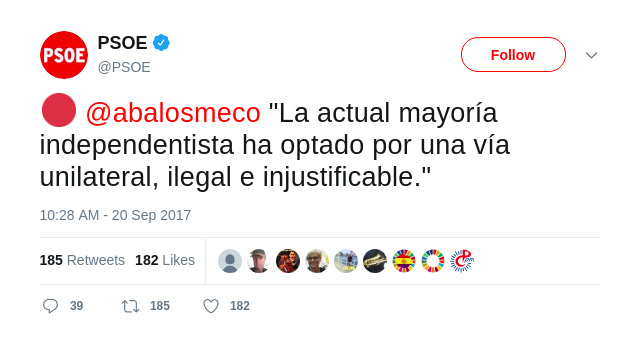 PSOE
PSOE
@PSOE
Follow
@abalosmeco "La actual mayoría
independentista ha optado por una vía
unilateral, ilegal e injustificable."
10:28 AM - 20 Sep 2017
185 Retweets 182 Likes
39 185 182